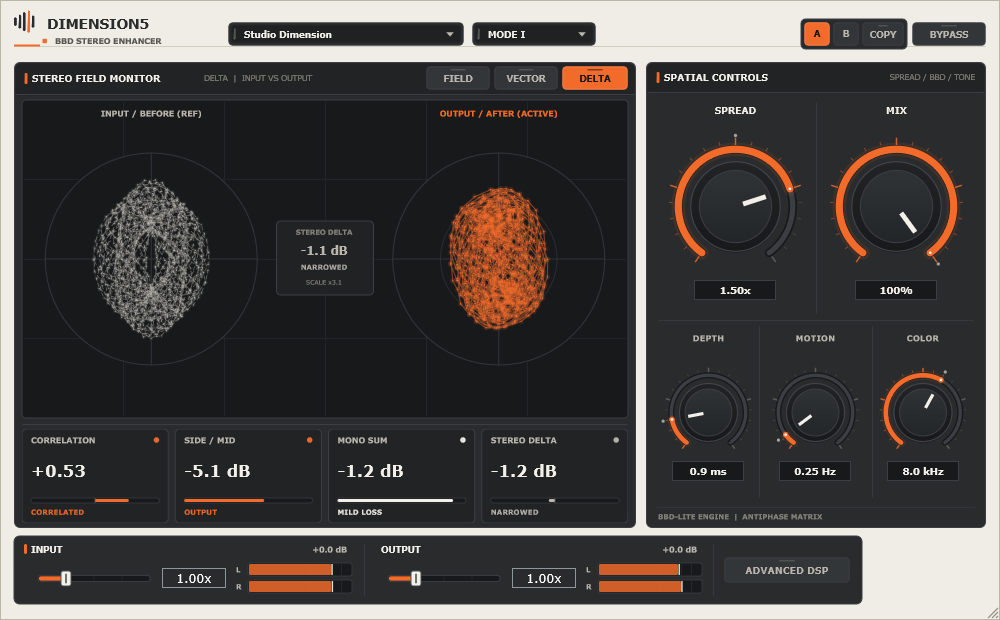 DIMENSION5
BBD STEREO ENHANCER
Studio Dimension
MODE I
A
B
COPY
BYPASS
STEREO FIELD MONITOR
DELTA | INPUT VS OUTPUT
FIELD
VECTOR
DELTA
INPUT / BEFORE (REF)
OUTPUT / AFTER (ACTIVE)
STEREO DELTA
-1.1 dB
NARROWED
SCALE x3.1
CORRELATION
+0.53
CORRELATED
SIDE / MID
-5.1 dB
OUTPUT
MONO SUM
-1.2 dB
MILD LOSS
STEREO DELTA
-1.2 dB
NARROWED
SPATIAL CONTROLS
SPREAD / BBD / TONE
SPREAD
MIX
1.50x
100%
DEPTH
MOTION
COLOR
0.9 ms
0.25 Hz
8.0 kHz
BBD-LITE ENGINE | ANTIPHASE MATRIX
INPUT
+0.0 dB
1.00x
L
R
OUTPUT
+0.0 dB
1.00x
L
R
ADVANCED DSP